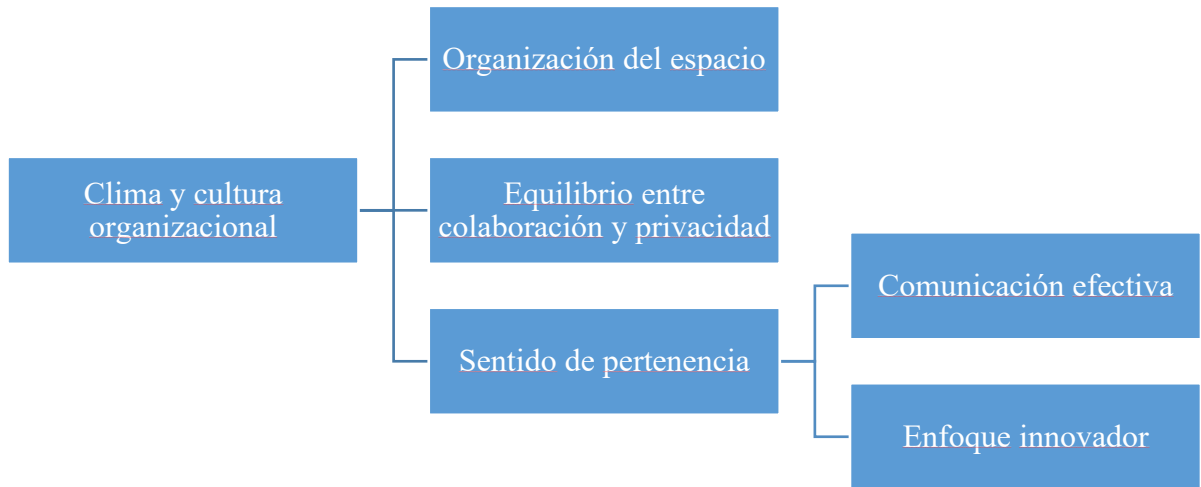 Organización del espacio
Clima y cultura
organizacional
Equilibrio entre
colaboración y privacidad
Sentido de pertenencia
Comunicación efectiva
Enfoque innovador